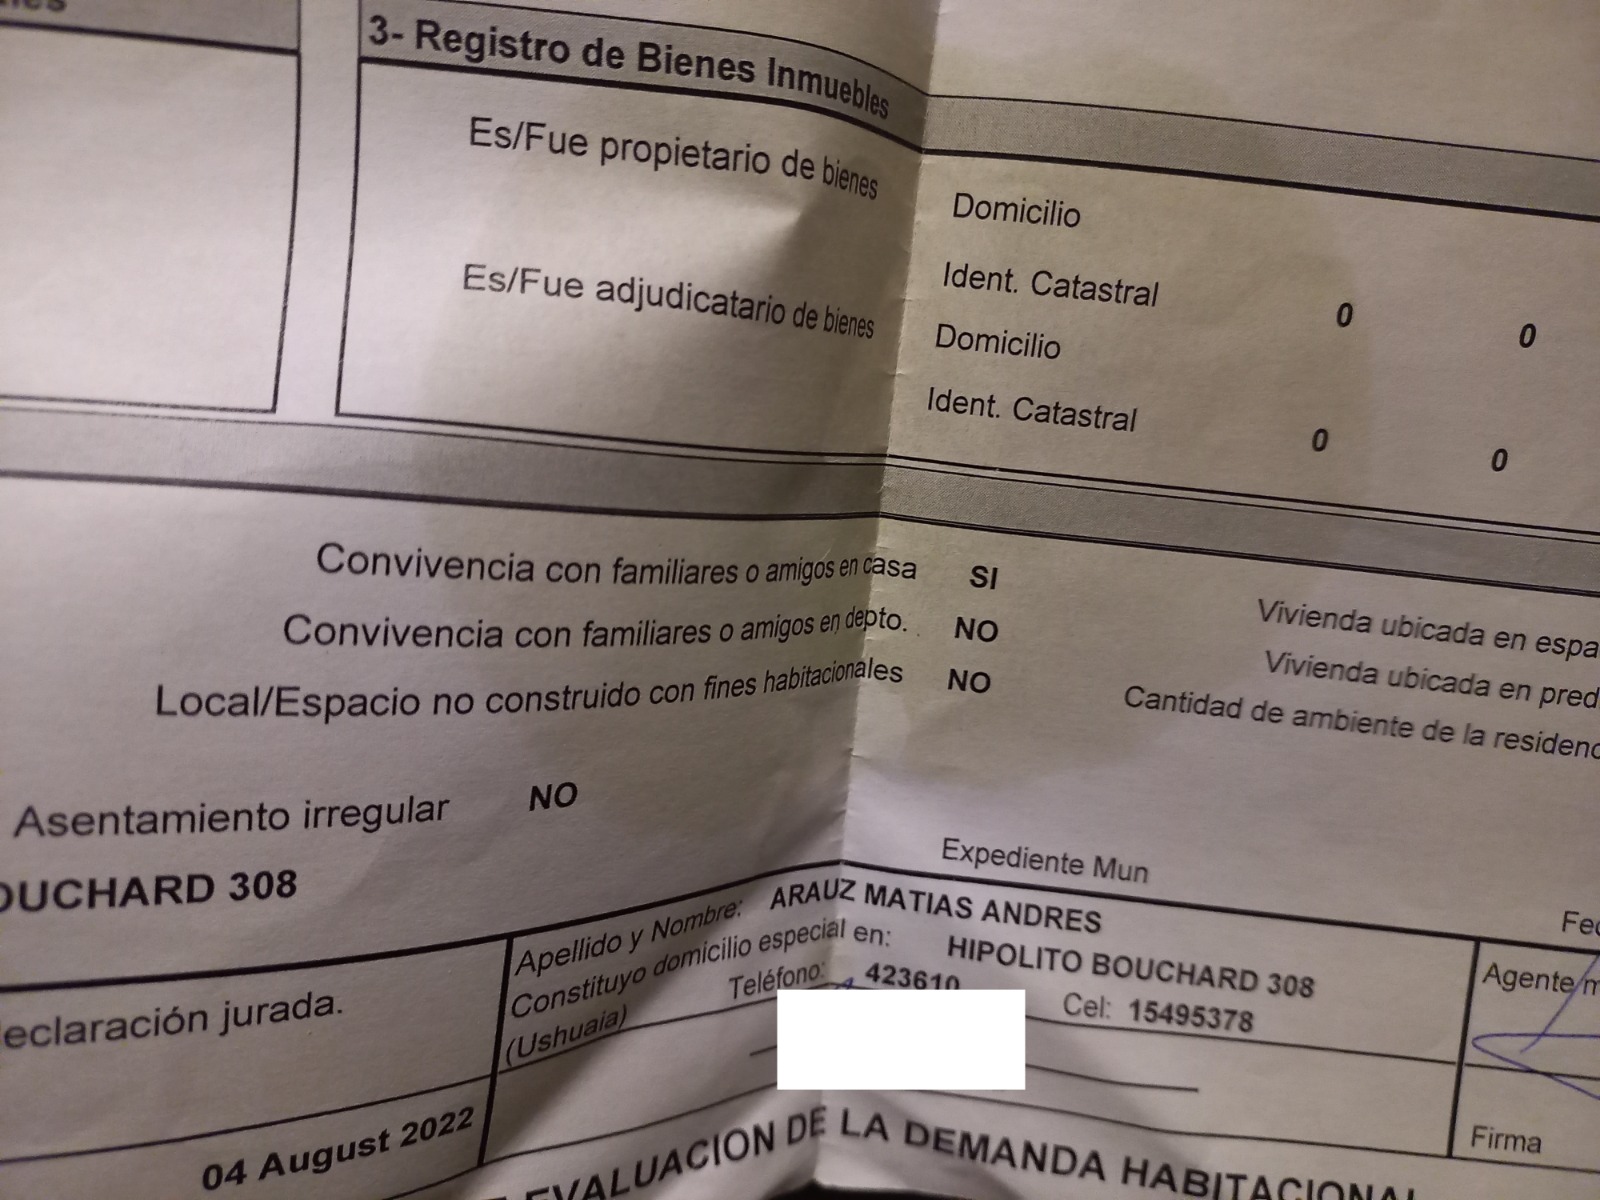 3- Registro de Bienes Inmuebles
Es/Fue propietario de bienes
Domicilio
Ident. Catastral 0 0
Es/Fue adjudicatario de bienes
Domicilio
Ident. Catastral 0 0
Convivencia con familiares o amigos en casa SI
Vivienda ubicada en espa
Convivencia con familiares o amigos en depto. NO
Vivienda ubicada en pred
Local/Espacio no construido con fines habitacionales NO
Cantidad de ambiente de la residenc
Asentamiento irregular NO
Expediente Mun
OUCHARD 308
Fec
Apellido y Nombre: ARAUZ MATIAS ANDRES
Constituyo domicilio especial en: HIPOLITO BOUCHARD 308
(Ushuaia) Teléfono: 423610 Cel: 15495378
Agente m
eclaración jurada.
Firma
04 August 2022
EVALUACION DE LA DEMANDA HABITACIONAL